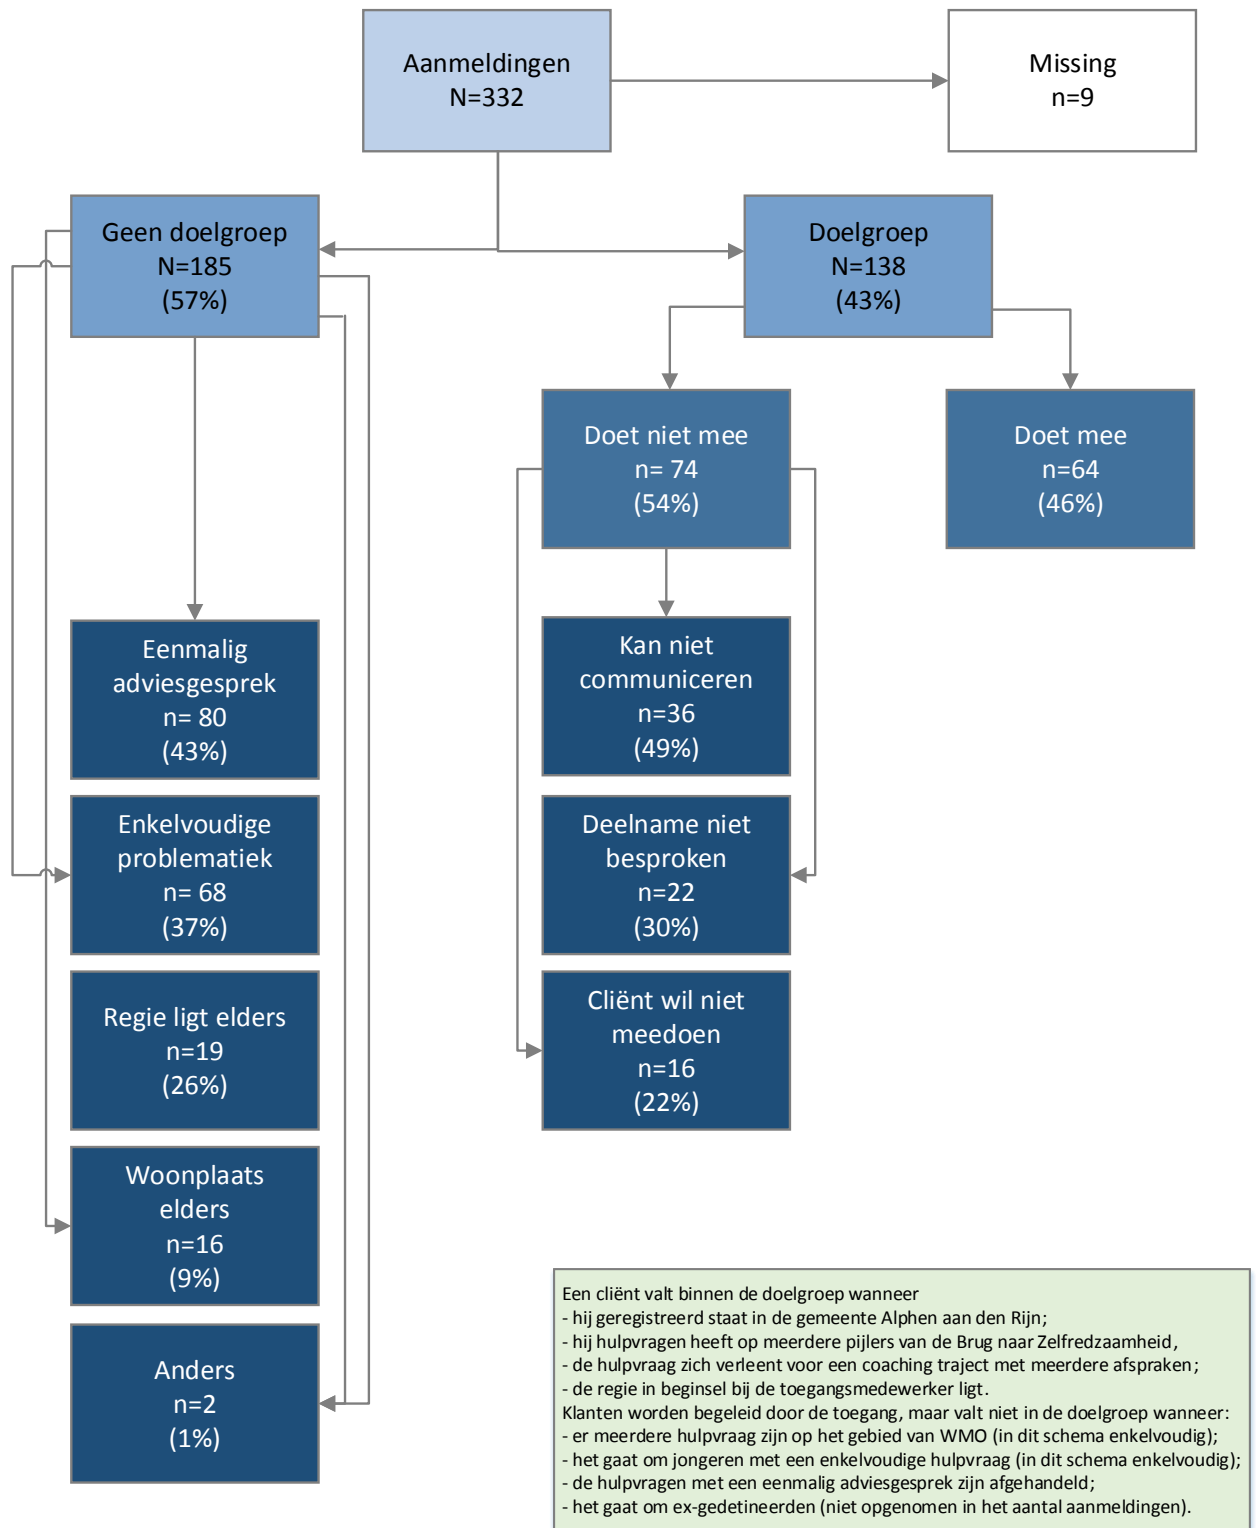 Aanmeldingen
N=332
Missing
n=9
Geen doelgroep
N=185
(57%)
Doelgroep
N=138
(43%)
Doet niet mee
n= 74
(54%)
Doet mee
n=64
(46%)
Eenmalig
adviesgesprek
n= 80
(43%)
Enkelvoudige
problematiek
n= 68
(37%)
Regie ligt elders
n=19
(26%)
Woonplaats
elders
n=16
(9%)
Anders
n=2
(1%)
Kan niet
communiceren
n=36
(49%)
Deelname niet
besproken
n=22
(30%)
Cliënt wil niet
meedoen
n=16
(22%)
Een cliënt valt binnen de doelgroep wanneer
- hij geregistreerd staat in de gemeente Alphen aan den Rijn;
- hij hulpvragen heeft op meerdere pijlers van de Brug naar Zelfredzaamheid,
- de hulpvraag zich verleent voor een coaching traject met meerdere afspraken;
- de regie in beginsel bij de toegangsmedewerker ligt.
Klanten worden begeleid door de toegang, maar valt niet in de doelgroep wanneer:
- er meerdere hulpvraag zijn op het gebied van WMO (in dit schema enkelvoudig);
- het gaat om jongeren met een enkelvoudige hulpvraag (in dit schema enkelvoudig);
- de hulpvragen met een eenmalig adviesgesprek zijn afgehandeld;
- het gaat om ex-gedetineerden (niet opgenomen in het aantal aanmeldingen).